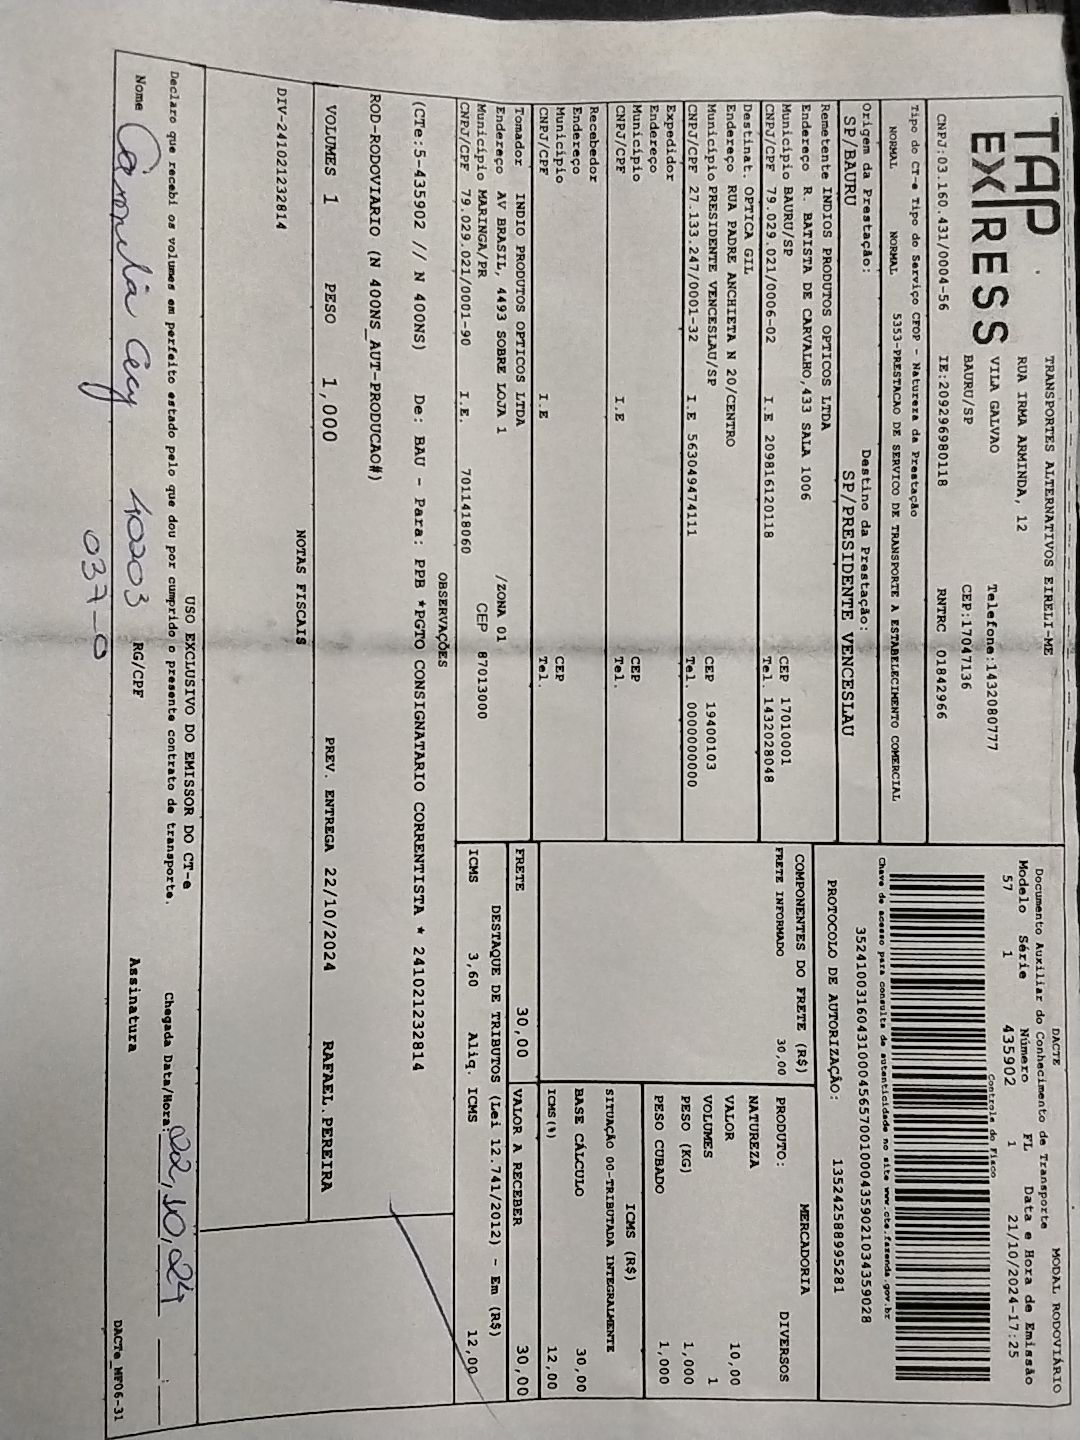 TAP
EXPRESS
TRANSPORTES ALTERNATIVOS EIRELI-ME
RUA IRMA ARMINDA, 12
VILA GALVAO
Telefone:1432080777
BAURU/SP
CEP:17047136
CNPJ:03.160.431/0004-56 IE:209296980118 RNTRC 01842966
DACTE MODAL RODOVIÁRIO
Documento Auxiliar do Conhecimento de Transporte
Modelo Série Número FL Data e Hora de Emissão
57 1 435902 1 21/10/2024-17:25
Controle do Fisco
Chave de acesso para consulta de autenticidade no site www.cte.fazenda.gov.br
35241003160431000456570010004359021034359028
PROTOCOLO DE AUTORIZAÇÃO: 135242588995281
Tipo do CT-e Tipo do Serviço CFOP - Natureza da Prestação
NORMAL NORMAL 5353-PRESTACAO DE SERVICO DE TRANSPORTE A ESTABELECIMENTO COMERCIAL
Origem da Prestação: Destino da Prestação:
SP/BAURU SP/PRESIDENTE VENCESLAU
Remetente INDIOS PRODUTOS OPTICOS LTDA
Endereço R. BATISTA DE CARVALHO,433 SALA 1006
Município BAURU/SP CEP 17010001
CNPJ/CPF 79.029.021/0006-02 I.E 209816120118 Tel. 1432028048
Destinat. OPTICA GIL
Endereço RUA PADRE ANCHIETA N 20/CENTRO
Município PRESIDENTE VENCESLAU/SP CEP 19400103
CNPJ/CPF 27.133.247/0001-32 I.E 563049474111 Tel. 0000000000
Expedidor
Endereço
Município CEP
CNPJ/CPF I.E Tel.
Recebedor
Endereço
Município CEP
CNPJ/CPF I.E Tel.
Tomador INDIO PRODUTOS OPTICOS LTDA
Endereço AV BRASIL, 4493 SOBRE LOJA 1 /ZONA 01
Município MARINGA/PR CEP 87013000
CNPJ/CPF 79.029.021/0001-90 I.E. 7011418060
COMPONENTES DO FRETE (R$)
FRETE INFORMADO 30,00
MERCADORIA
PRODUTO: DIVERSOS
NATUREZA
VALOR 10,00
VOLUMES 1
PESO (KG) 1,000
PESO CUBADO 1,000
ICMS (R$)
SITUAÇÃO 00-TRIBUTADA INTEGRALMENTE
BASE CÁLCULO 30,00
ICMS(%) 12,00
FRETE 30,00 VALOR A RECEBER 30,00
DESTAQUE DE TRIBUTOS (Lei 12.741/2012) - Em (R$)
ICMS 3,60 Aliq. ICMS 12,00
OBSERVAÇÕES
(CTe:5-435902 // N 400NS) De: BAU - Para: PPB *PGTO CONSIGNATARIO CORRENTISTA * 241021232814
ROD-RODOVIARIO (N 400NS_AUT-PRODUCAO#)
VOLUMES 1 PESO 1,000 PREV. ENTREGA 22/10/2024 RAFAEL.PEREIRA
NOTAS FISCAIS
DIV-241021232814
USO EXCLUSIVO DO EMISSOR DO CT-e
Declaro que recebi os volumes em perfeito estado pelo que dou por cumprido o presente contrato de transporte.
Chegada Data/Hora: 22/10/24 :
Nome 40203 RG/CPF Assinatura
037-0
DACTe_MF06-31